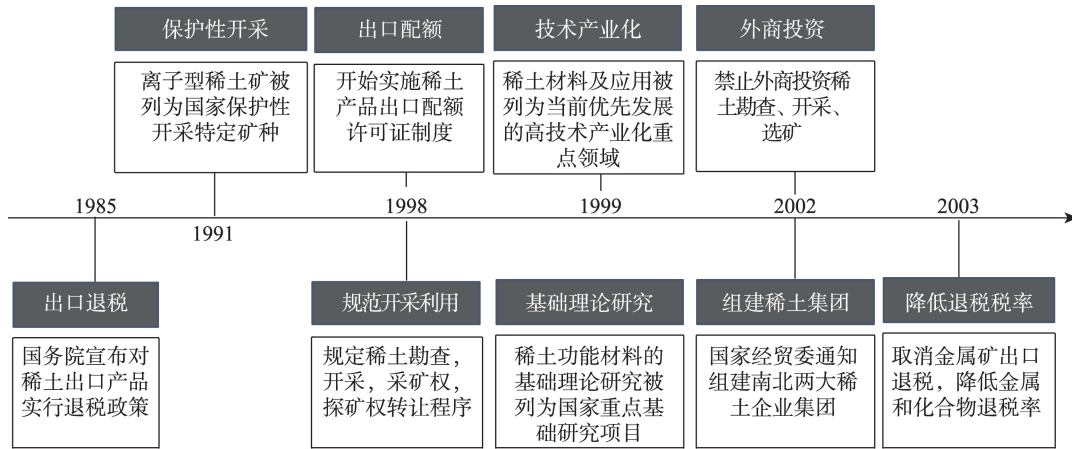 保护性开采
离子型稀土矿被
列为国家保护性
开采特定矿种
出口配额
开始实施稀土
产品出口配额
许可证制度
技术产业化
稀土材料及应用被
列为当前优先发展
的高技术产业化重
点领域
外商投资
禁止外商投资稀
土勘查、开采、
选矿
1985
1991
1998
1999
2002
2003
出口退税
国务院宣布对
稀土出口产品
实行退税政策
规范开采利用
规定稀土勘查，
开采，采矿权，
探矿权转让程序
基础理论研究
稀土功能材料的
基础理论研究被
列为国家重点基
础研究项目
组建稀土集团
国家经贸委通知
组建南北两大稀
土企业集团
降低退税税率
取消金属矿出口
退税，降低金属
和化合物退税率